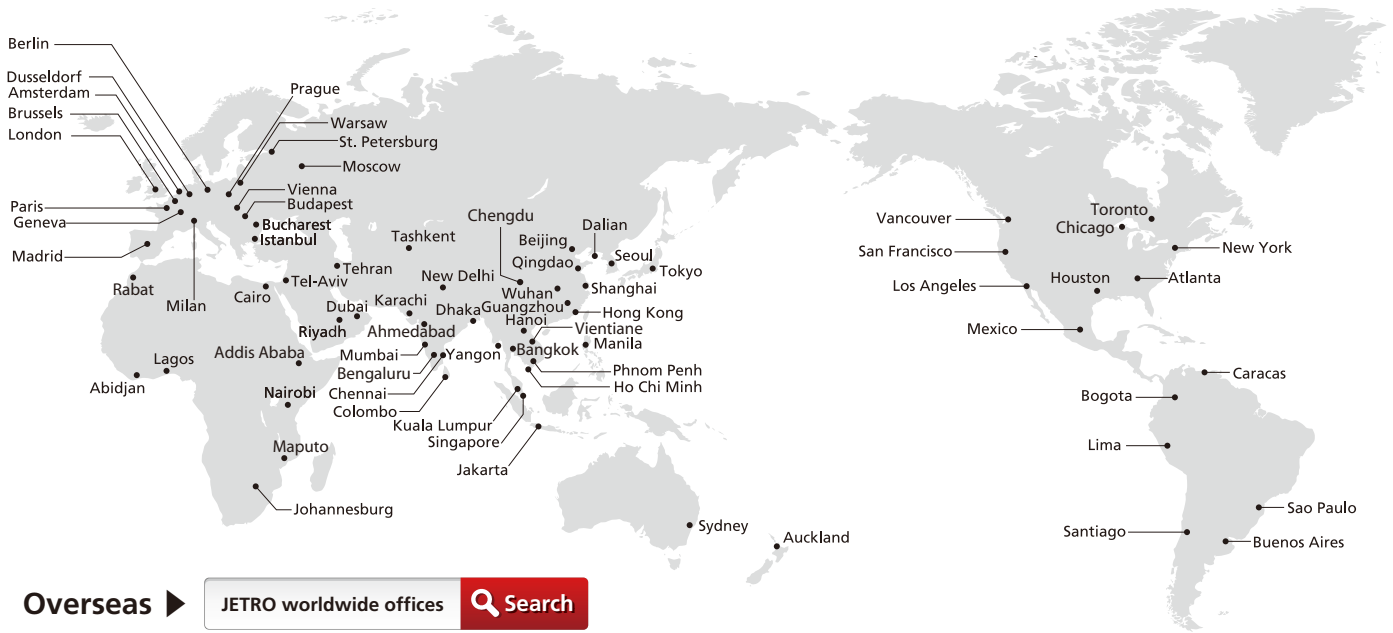 Berlin
Dusseldorf
Amsterdam
Brussels
London
Paris
Geneva
Madrid
Rabat
Milan
Prague
Warsaw
St. Petersburg
Moscow
Vienna
Budapest
Bucharest
Istanbul
Cairo
Tel-Aviv
Tehran
Tashkent
Dubai
Riyadh
Karachi
New Delhi
Ahmedabad
Mumbai
Bengaluru
Chennai
Colombo
Dhaka
Yangon
Chengdu
Beijing
Dalian
Qingdao
Seoul
Tokyo
Shanghai
Wuhan
Guangzhou
Hong Kong
Hanoi
Vientiane
Bangkok
Manila
Phnom Penh
Ho Chi Minh
Kuala Lumpur
Singapore
Jakarta
Addis Ababa
Lagos
Abidjan
Nairobi
Maputo
Johannesburg
Sydney
Auckland
Vancouver
San Francisco
Los Angeles
Toronto
Chicago
New York
Houston
Atlanta
Mexico
Caracas
Bogota
Lima
Sao Paulo
Santiago
Buenos Aires
Overseas
JETRO worldwide offices
Search